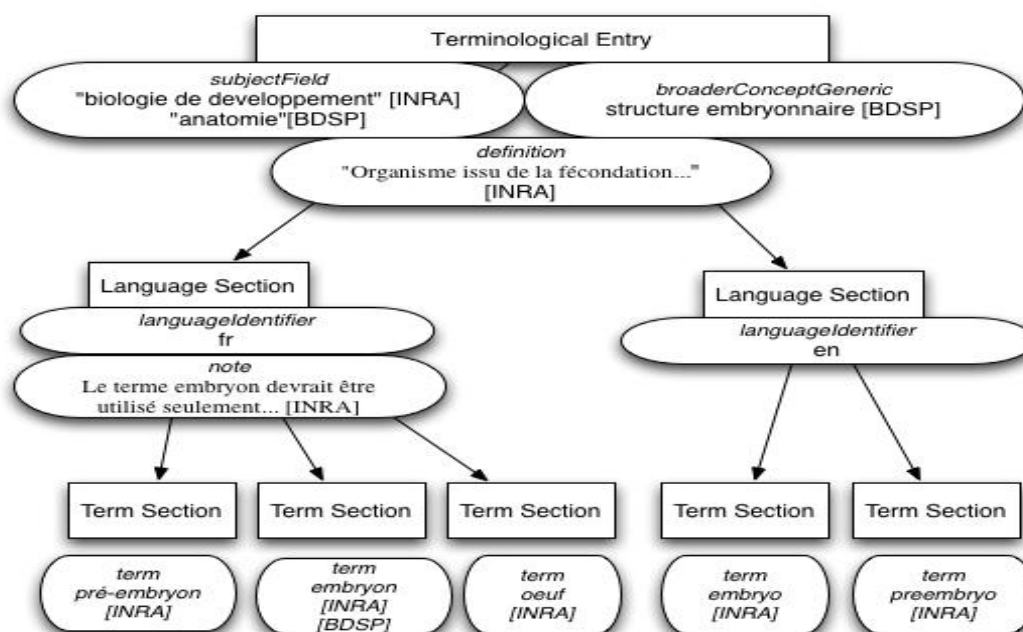 Terminological Entry
subjectField
"biologie de developpement" [INRA]
"anatomie"[BDSP]
broaderConceptGeneric
structure embryonnaire [BDSP]
definition
"Organisme issu de la fécondation..."
[INRA]
Language Section
languageIdentifier
fr
note
Le terme embryon devrait être
utilisé seulement... [INRA]
Language Section
languageIdentifier
en
Term Section
Term Section
Term Section
Term Section
Term Section
term
pré-embryon
[INRA]
term
embryon
[INRA]
[BDSP]
term
oeuf
[INRA]
term
embryo
[INRA]
term
preembryo
[INRA]